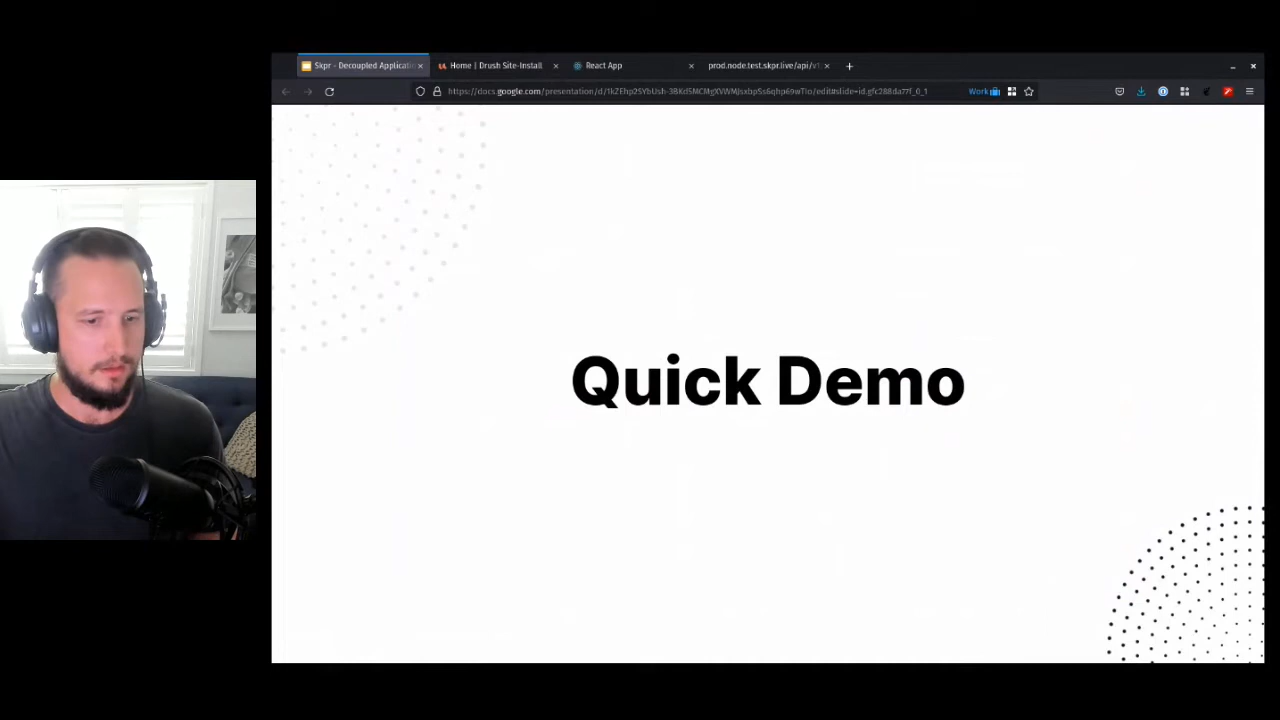 Skpr - Decoupled Applicati
Home | Drush Site-Install
React App
prod.node.test.skpr.live/api/v1
Work
Quick Demo